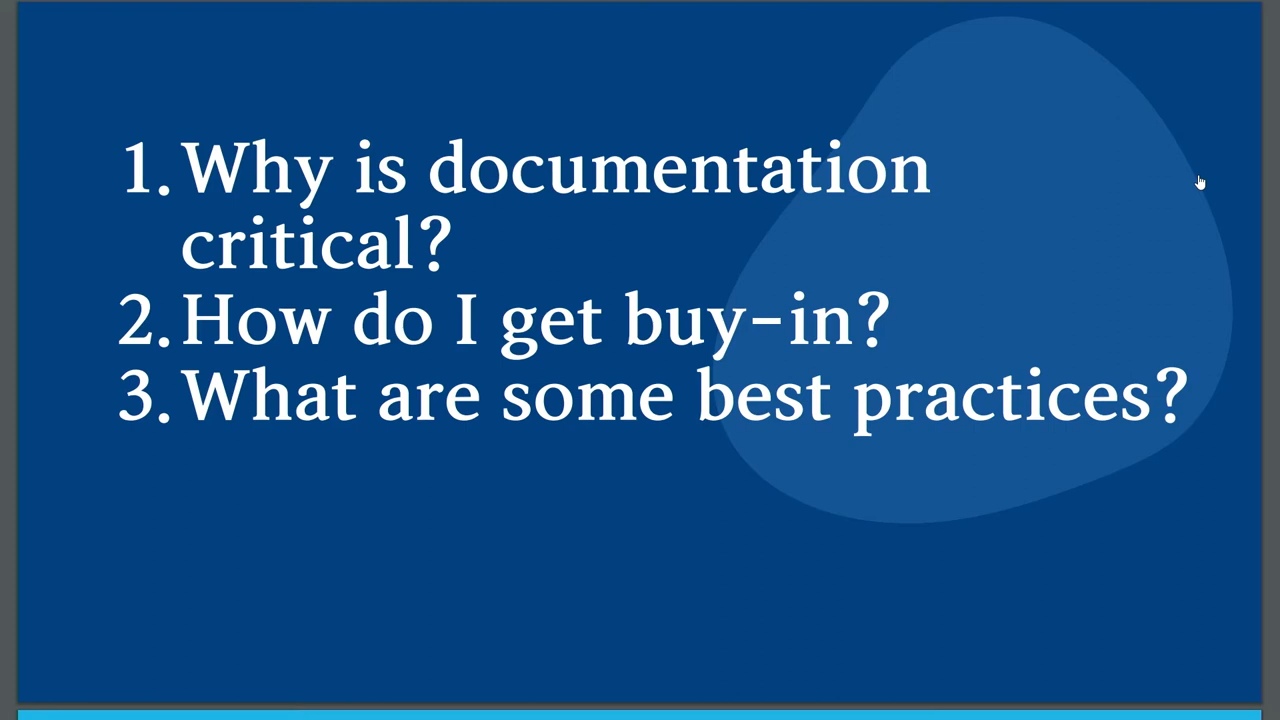 1. Why is documentation
critical?
2. How do I get buy-in?
3. What are some best practices?